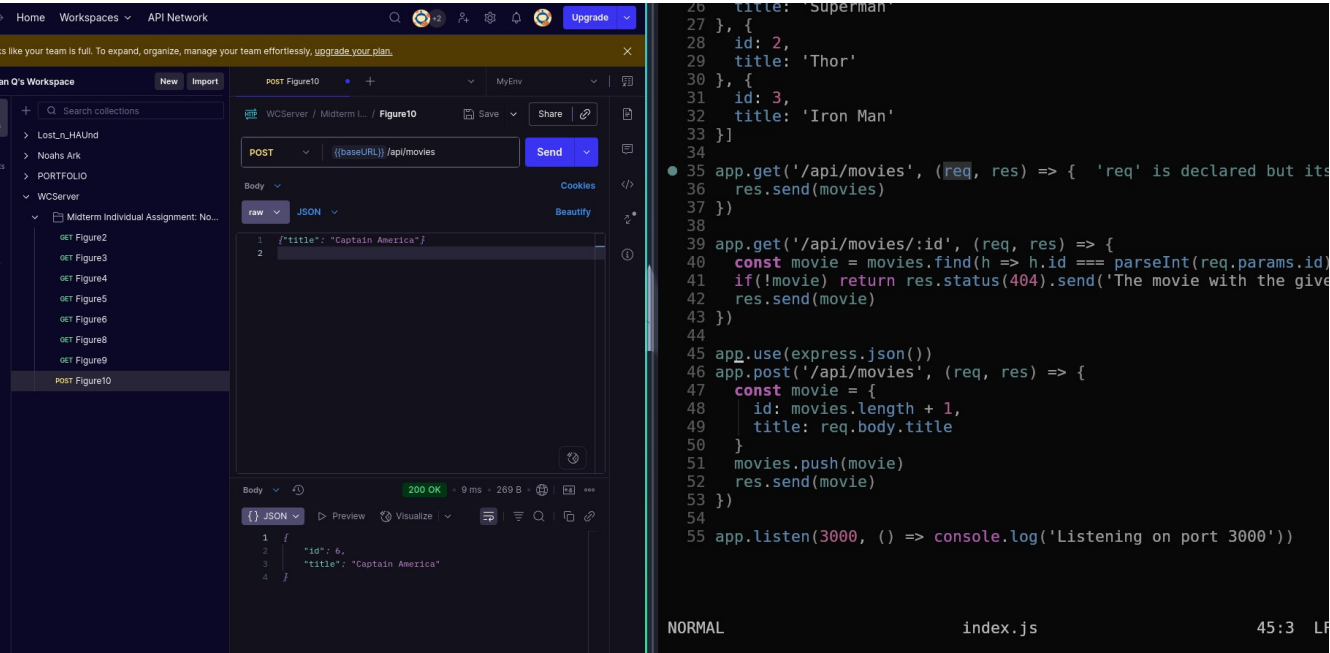 Home Workspaces API Network
+2
Upgrade
s like your team is full. To expand, organize, manage your team effortlessly, upgrade your plan.
an Q's Workspace
New Import
POST Figure10
MyEnv
Search collections
Lost_n_HAUnd
Noahs Ark
PORTFOLIO
WCServer
Midterm Individual Assignment: No...
GET Figure2
GET Figure3
GET Figure4
GET Figure5
GET Figure6
GET Figure8
GET Figure9
POST Figure10
HTTP WCServer / Midterm I... / Figure10
Save
Share
POST {{baseURL}} /api/movies
Send
Body
Cookies
raw JSON
Beautify
1 {"title": "Captain America"}
2
Body 200 OK • 9 ms • 269 B
{} JSON Preview Visualize
1 {
2 "id": 6,
3 "title": "Captain America"
4 }
26 title: 'Superman'
27 }, {
28 id: 2,
29 title: 'Thor'
30 }, {
31 id: 3,
32 title: 'Iron Man'
33 }]
34
35 app.get('/api/movies', (req, res) => { 'req' is declared but its
36 res.send(movies)
37 })
38
39 app.get('/api/movies/:id', (req, res) => {
40 const movie = movies.find(h => h.id === parseInt(req.params.id)
41 if(!movie) return res.status(404).send('The movie with the give
42 res.send(movie)
43 })
44
45 app.use(express.json())
46 app.post('/api/movies', (req, res) => {
47 const movie = {
48 id: movies.length + 1,
49 title: req.body.title
50 }
51 movies.push(movie)
52 res.send(movie)
53 })
54
55 app.listen(3000, () => console.log('Listening on port 3000'))
NORMAL index.js 45:3 LF